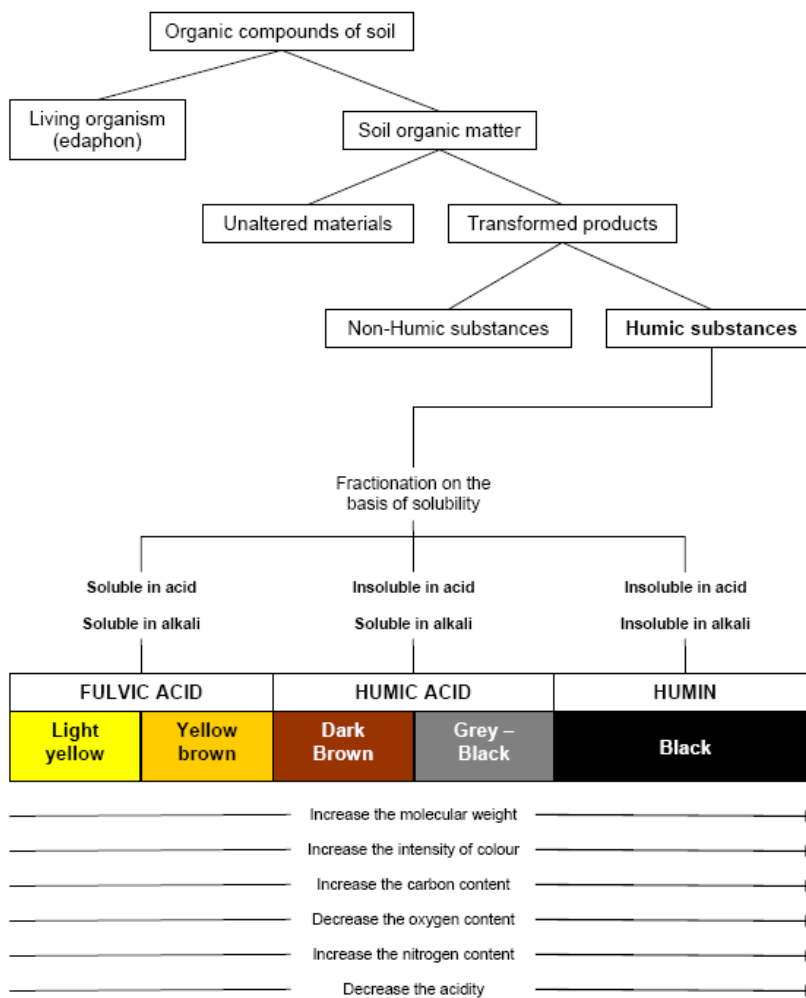 Organic compounds of soil
Living organism
(edaphon)
Soil organic matter
Unaltered materials
Transformed products
Non-Humic substances
Humic substances
Fractionation on the
basis of solubility
Soluble in acid
Insoluble in acid
Insoluble in acid
Soluble in alkali
Soluble in alkali
Insoluble in alkali
FULVIC ACID
HUMIC ACID
HUMIN
Light
yellow
Yellow
brown
Dark
Brown
Grey –
Black
Black
Increase the molecular weight
Increase the intensity of colour
Increase the carbon content
Decrease the oxygen content
Increase the nitrogen content
Decrease the acidity